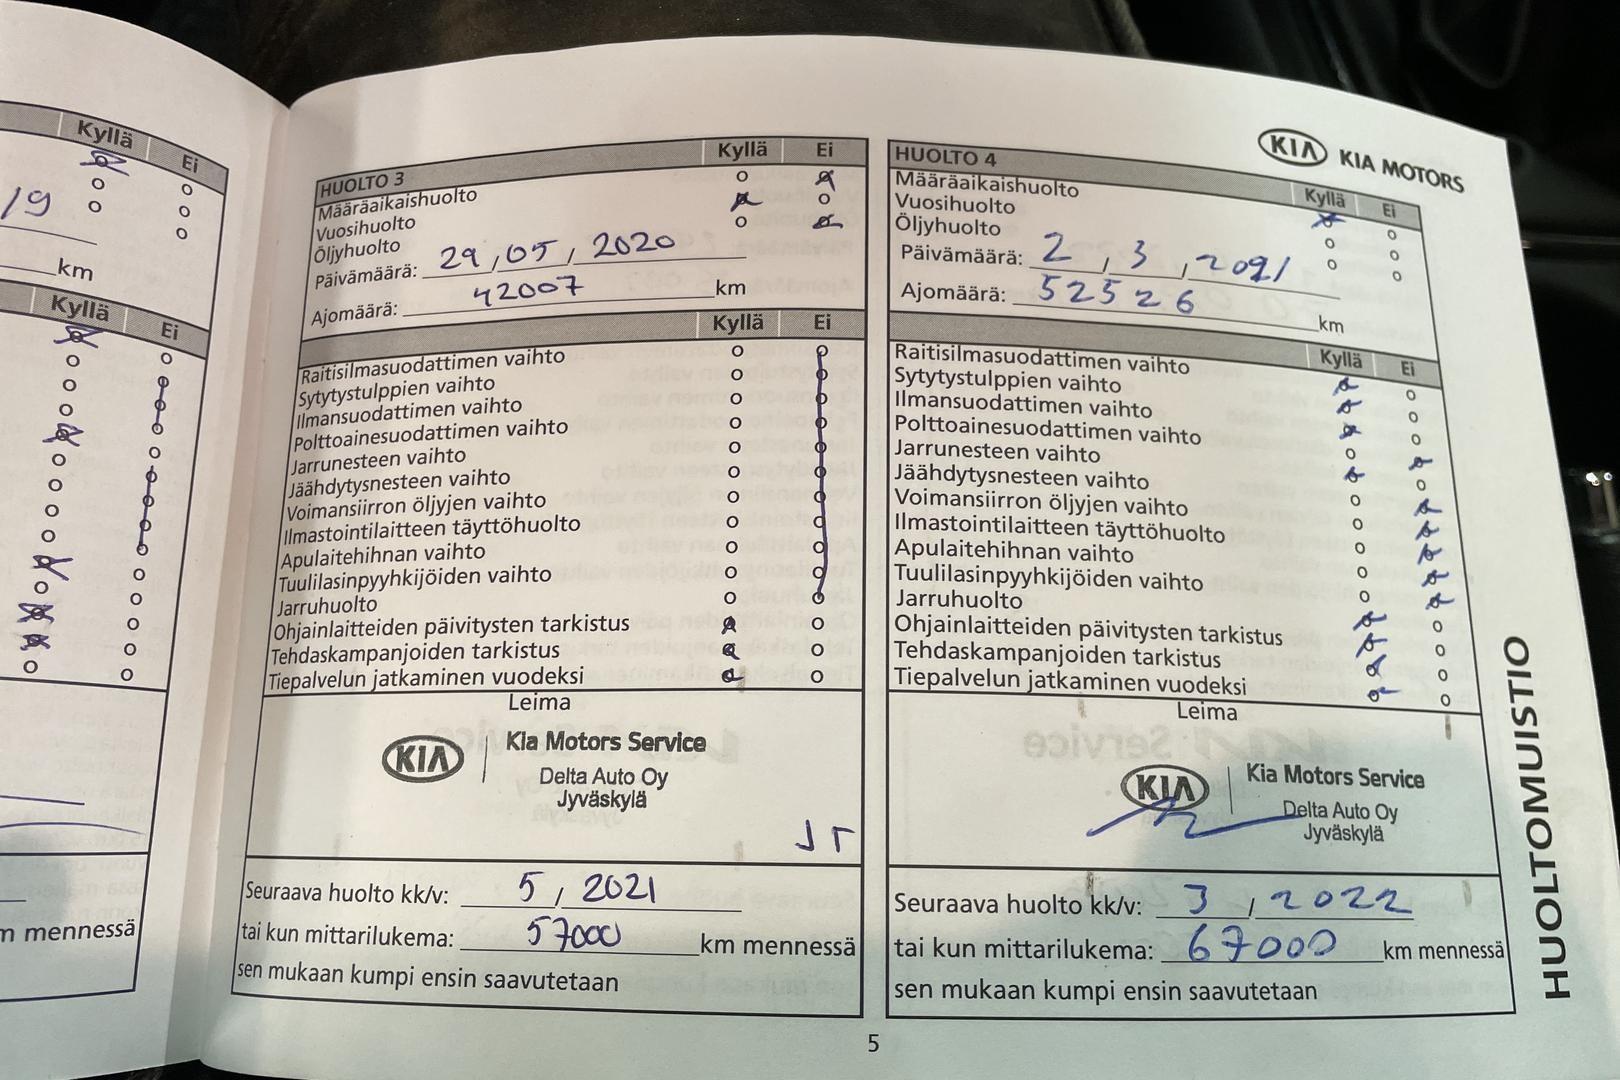 Kyllä Ei
19
km
Kyllä Ei
m mennessä
HUOLTO 3 Kyllä Ei
Määräaikaishuolto
Vuosihuolto
Öljyhuolto
Päivämäärä: 29 , 05 , 2020
Ajomäärä: 42007 km
Kyllä Ei
Raitisilmasuodattimen vaihto
Sytytystulppien vaihto
Ilmansuodattimen vaihto
Polttoainesuodattimen vaihto
Jarrunesteen vaihto
Jäähdytysnesteen vaihto
Voimansiirron öljyjen vaihto
Ilmastointilaitteen täyttöhuolto
Apulaitehihnan vaihto
Tuulilasinpyyhkijöiden vaihto
Jarruhuolto
Ohjainlaitteiden päivitysten tarkistus
Tehdaskampanjoiden tarkistus
Tiepalvelun jatkaminen vuodeksi
Leima
KIA | Kia Motors Service
Delta Auto Oy
Jyväskylä
JT
Seuraava huolto kk/v: 5 , 2021
tai kun mittarilukema: 57000 km mennessä
sen mukaan kumpi ensin saavutetaan
KIA KIA MOTORS
HUOLTO 4
Määräaikaishuolto Kyllä Ei
Vuosihuolto
Öljyhuolto
Päivämäärä: 2 , 3 , 2021
Ajomäärä: 52526 km
Kyllä Ei
Raitisilmasuodattimen vaihto
Sytytystulppien vaihto
Ilmansuodattimen vaihto
Polttoainesuodattimen vaihto
Jarrunesteen vaihto
Jäähdytysnesteen vaihto
Voimansiirron öljyjen vaihto
Ilmastointilaitteen täyttöhuolto
Apulaitehihnan vaihto
Tuulilasinpyyhkijöiden vaihto
Jarruhuolto
Ohjainlaitteiden päivitysten tarkistus
Tehdaskampanjoiden tarkistus
Tiepalvelun jatkaminen vuodeksi
Leima
KIA | Kia Motors Service
Delta Auto Oy
Jyväskylä
Seuraava huolto kk/v: 3 , 2022
tai kun mittarilukema: 67000 km mennessä
sen mukaan kumpi ensin saavutetaan
HUOLTOMUISTIO
5